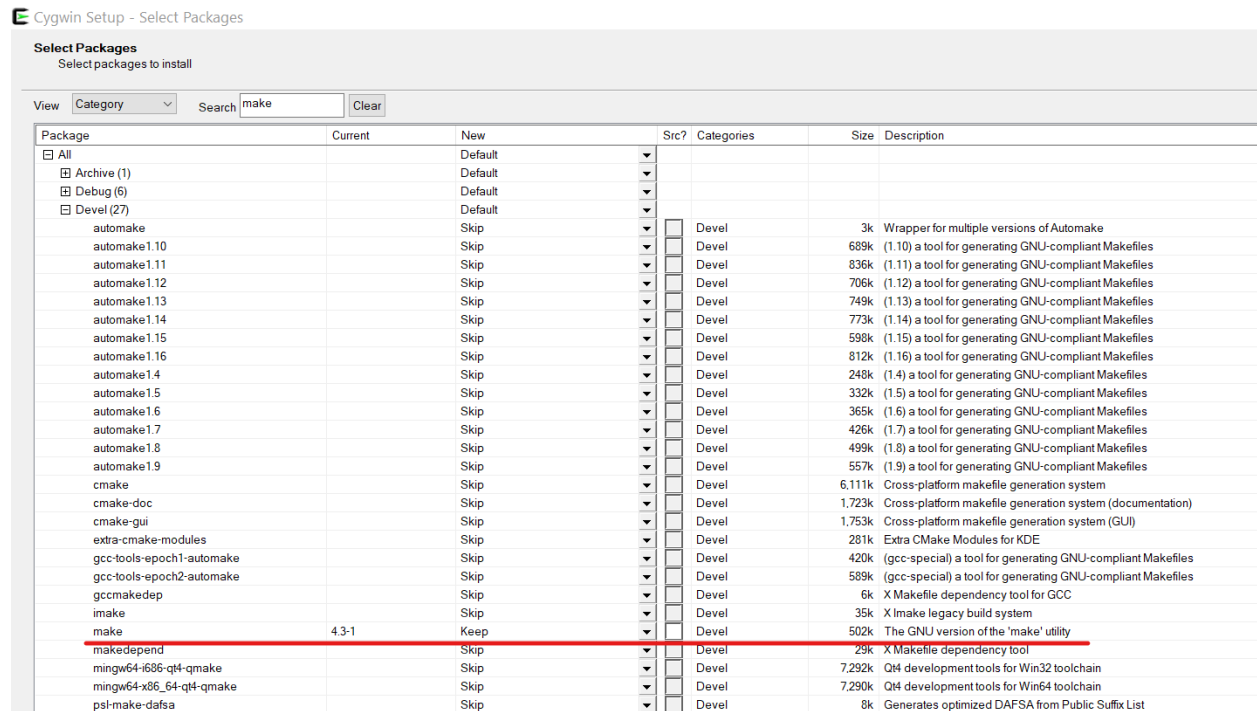 Cygwin Setup - Select Packages
Select Packages
Select packages to install
View Category Search make Clear
Package Current New Src? Categories Size Description
All Default
Archive (1) Default
Debug (6) Default
Devel (27) Default
automake Skip Devel 3k Wrapper for multiple versions of Automake
automake1.10 Skip Devel 689k (1.10) a tool for generating GNU-compliant Makefiles
automake1.11 Skip Devel 836k (1.11) a tool for generating GNU-compliant Makefiles
automake1.12 Skip Devel 706k (1.12) a tool for generating GNU-compliant Makefiles
automake1.13 Skip Devel 749k (1.13) a tool for generating GNU-compliant Makefiles
automake1.14 Skip Devel 773k (1.14) a tool for generating GNU-compliant Makefiles
automake1.15 Skip Devel 598k (1.15) a tool for generating GNU-compliant Makefiles
automake1.16 Skip Devel 812k (1.16) a tool for generating GNU-compliant Makefiles
automake1.4 Skip Devel 248k (1.4) a tool for generating GNU-compliant Makefiles
automake1.5 Skip Devel 332k (1.5) a tool for generating GNU-compliant Makefiles
automake1.6 Skip Devel 365k (1.6) a tool for generating GNU-compliant Makefiles
automake1.7 Skip Devel 426k (1.7) a tool for generating GNU-compliant Makefiles
automake1.8 Skip Devel 499k (1.8) a tool for generating GNU-compliant Makefiles
automake1.9 Skip Devel 557k (1.9) a tool for generating GNU-compliant Makefiles
cmake Skip Devel 6,111k Cross-platform makefile generation system
cmake-doc Skip Devel 1,723k Cross-platform makefile generation system (documentation)
cmake-gui Skip Devel 1,753k Cross-platform makefile generation system (GUI)
extra-cmake-modules Skip Devel 281k Extra CMake Modules for KDE
gcc-tools-epoch1-automake Skip Devel 420k (gcc-special) a tool for generating GNU-compliant Makefiles
gcc-tools-epoch2-automake Skip Devel 589k (gcc-special) a tool for generating GNU-compliant Makefiles
gccmakedep Skip Devel 6k X Makefile dependency tool for GCC
imake Skip Devel 35k X Imake legacy build system
make 4.3-1 Keep Devel 502k The GNU version of the 'make' utility
makedepend Skip Devel 29k X Makefile dependency tool
mingw64-i686-qt4-qmake Skip Devel 7,292k Qt4 development tools for Win32 toolchain
mingw64-x86_64-qt4-qmake Skip Devel 7,290k Qt4 development tools for Win64 toolchain
psl-make-dafsa Skip Devel 8k Generates optimized DAFSA from Public Suffix List